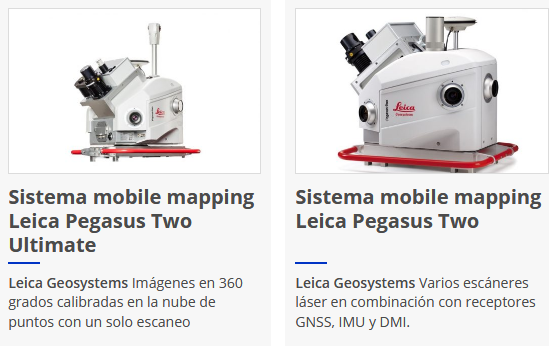 Leica
Leica
Sistema mobile mapping
Leica Pegasus Two
Ultimate
Leica Geosystems Imágenes en 360
grados calibradas en la nube de
puntos con un solo escaneo
Sistema mobile mapping
Leica Pegasus Two
Leica Geosystems Varios escáneres
láser en combinación con receptores
GNSS, IMU y DMI.